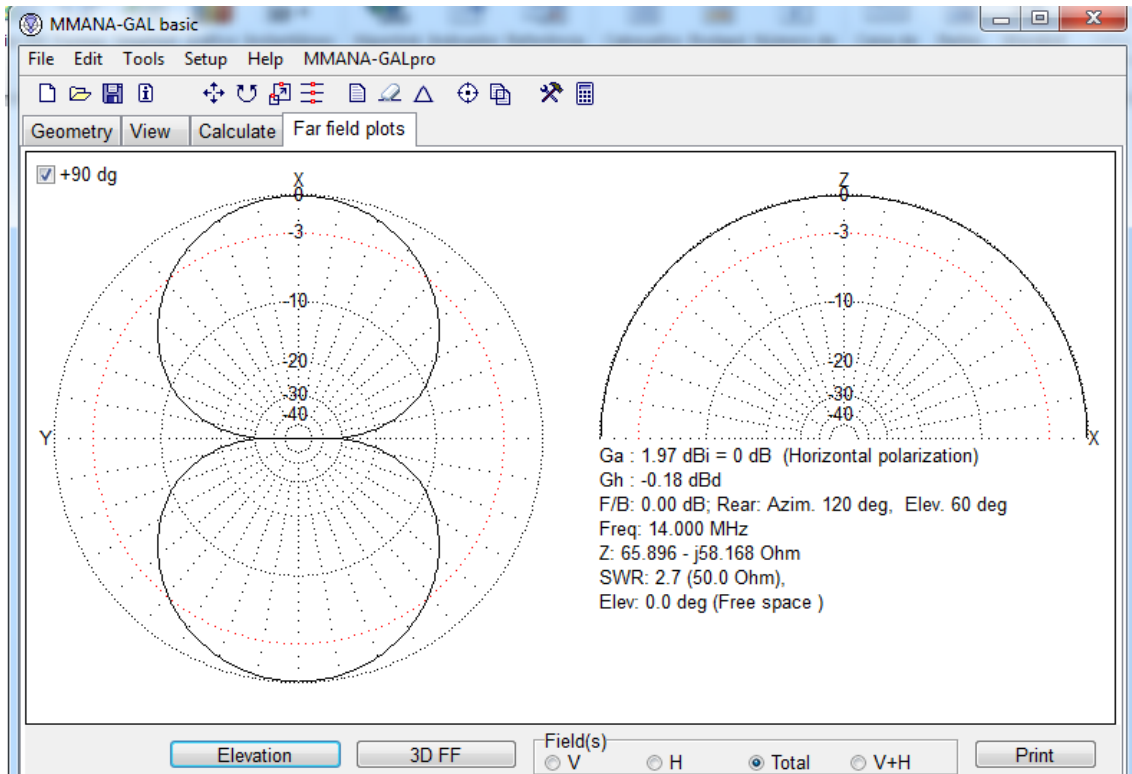 MMANA-GAL basic
File Edit Tools Setup Help MMANA-GALpro
Geometry View Calculate Far field plots
+90 dg
X
0
-3
-10
-20
-30
-40
Y
Z
0
-3
-10
-20
-30
-40
X
Ga : 1.97 dBi = 0 dB (Horizontal polarization)
Gh : -0.18 dBd
F/B: 0.00 dB; Rear: Azim. 120 deg, Elev. 60 deg
Freq: 14.000 MHz
Z: 65.896 - j58.168 Ohm
SWR: 2.7 (50.0 Ohm),
Elev: 0.0 deg (Free space )
Elevation
3D FF
Field(s)
V H Total V+H
Print